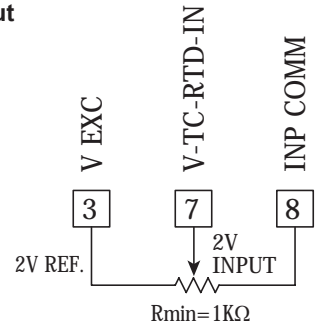 ut
V EXC
V-TC-RTD-IN
INP COMM
3
7
8
2V REF.
2V
INPUT
Rmin=1KΩ